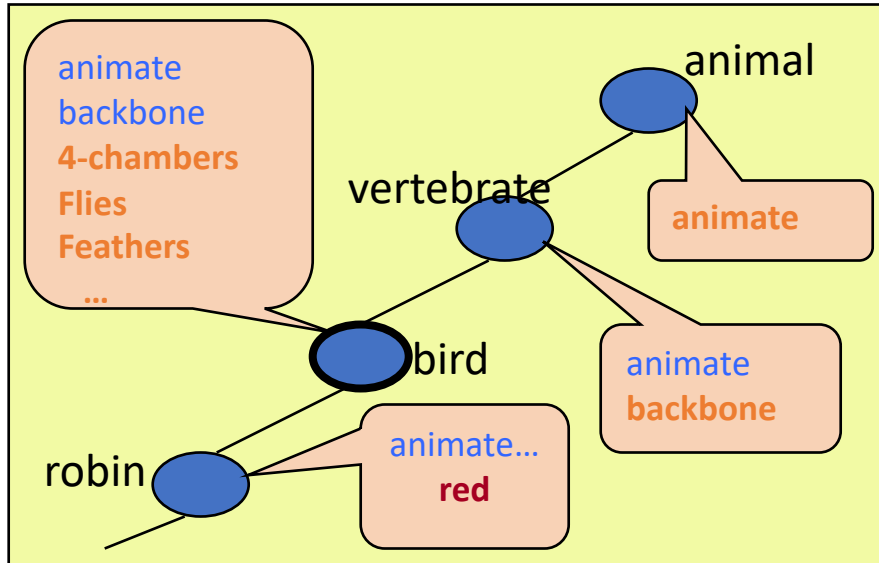 animate
backbone
4-chambers
Flies
Feathers
…
animal
vertebrate
animate
bird
animate
backbone
robin
animate…
red